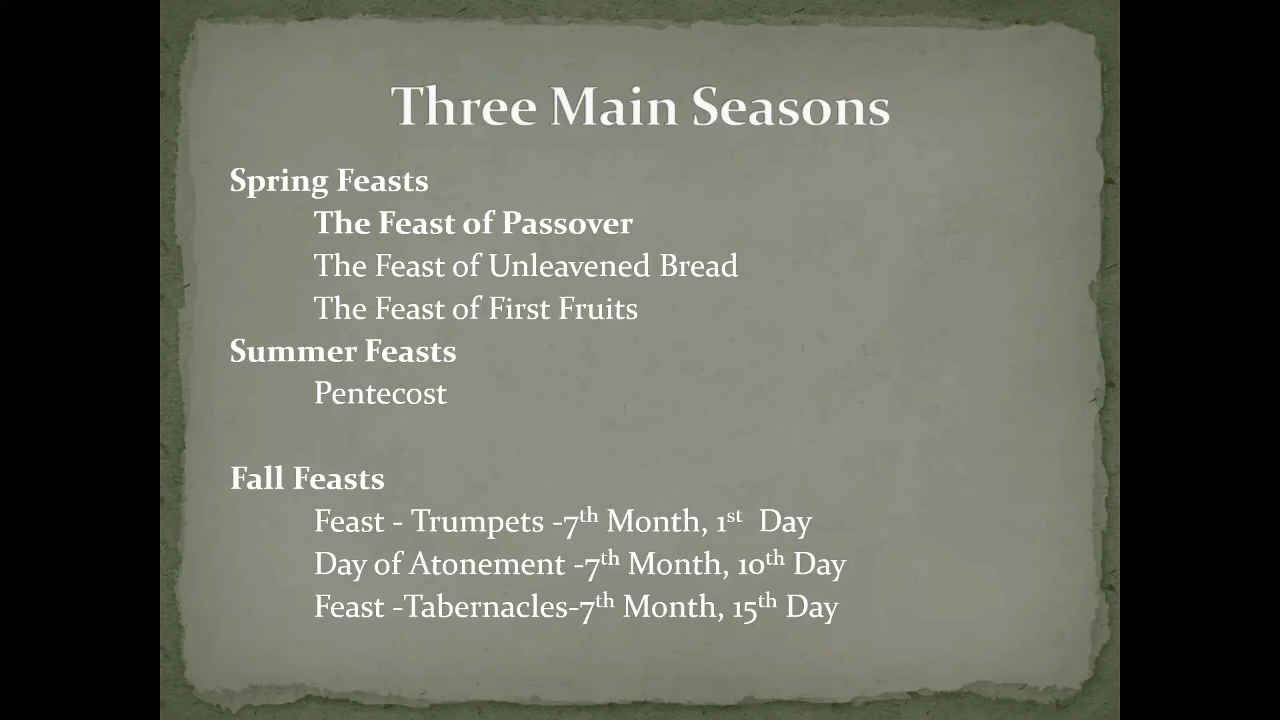 Three Main Seasons
Spring Feasts
The Feast of Passover
The Feast of Unleavened Bread
The Feast of First Fruits
Summer Feasts
Pentecost
Fall Feasts
Feast - Trumpets -7th Month, 1st Day
Day of Atonement -7th Month, 10th Day
Feast -Tabernacles-7th Month, 15th Day